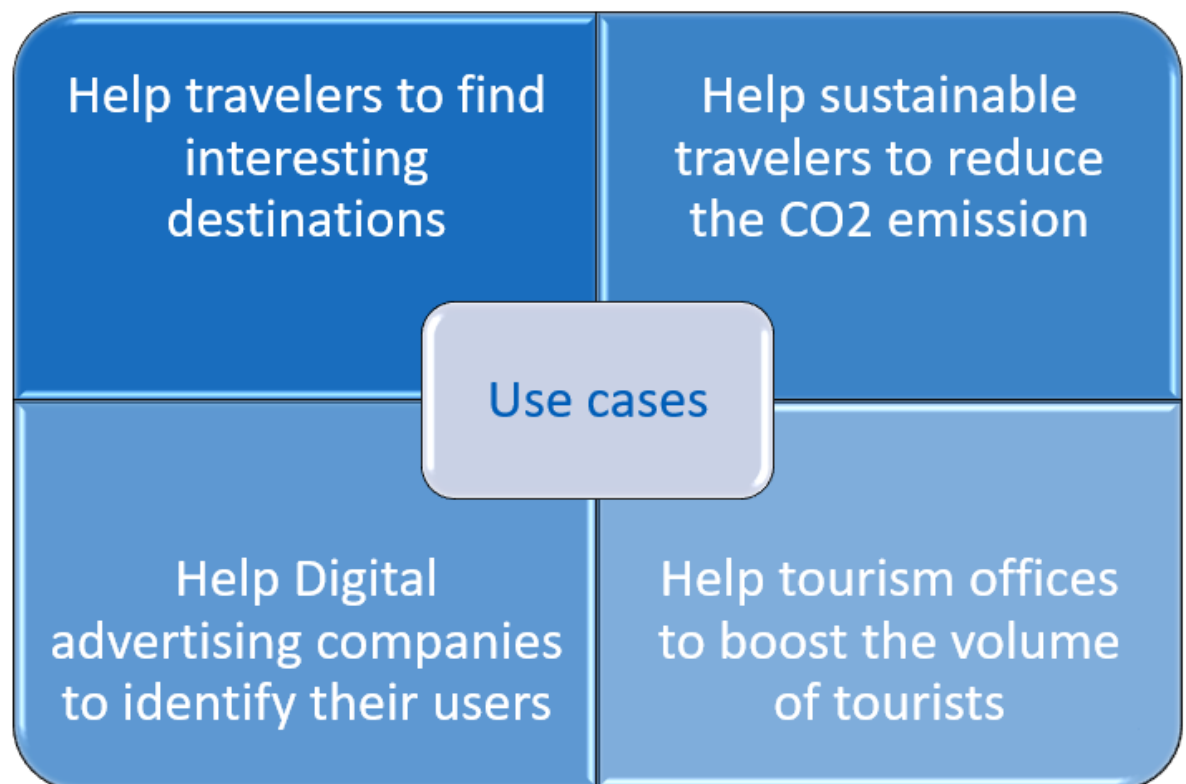 Help travelers to find
interesting
destinations
Help sustainable
travelers to reduce
the CO2 emission
Use cases
Help Digital
advertising companies
to identify their users
Help tourism offices
to boost the volume
of tourists